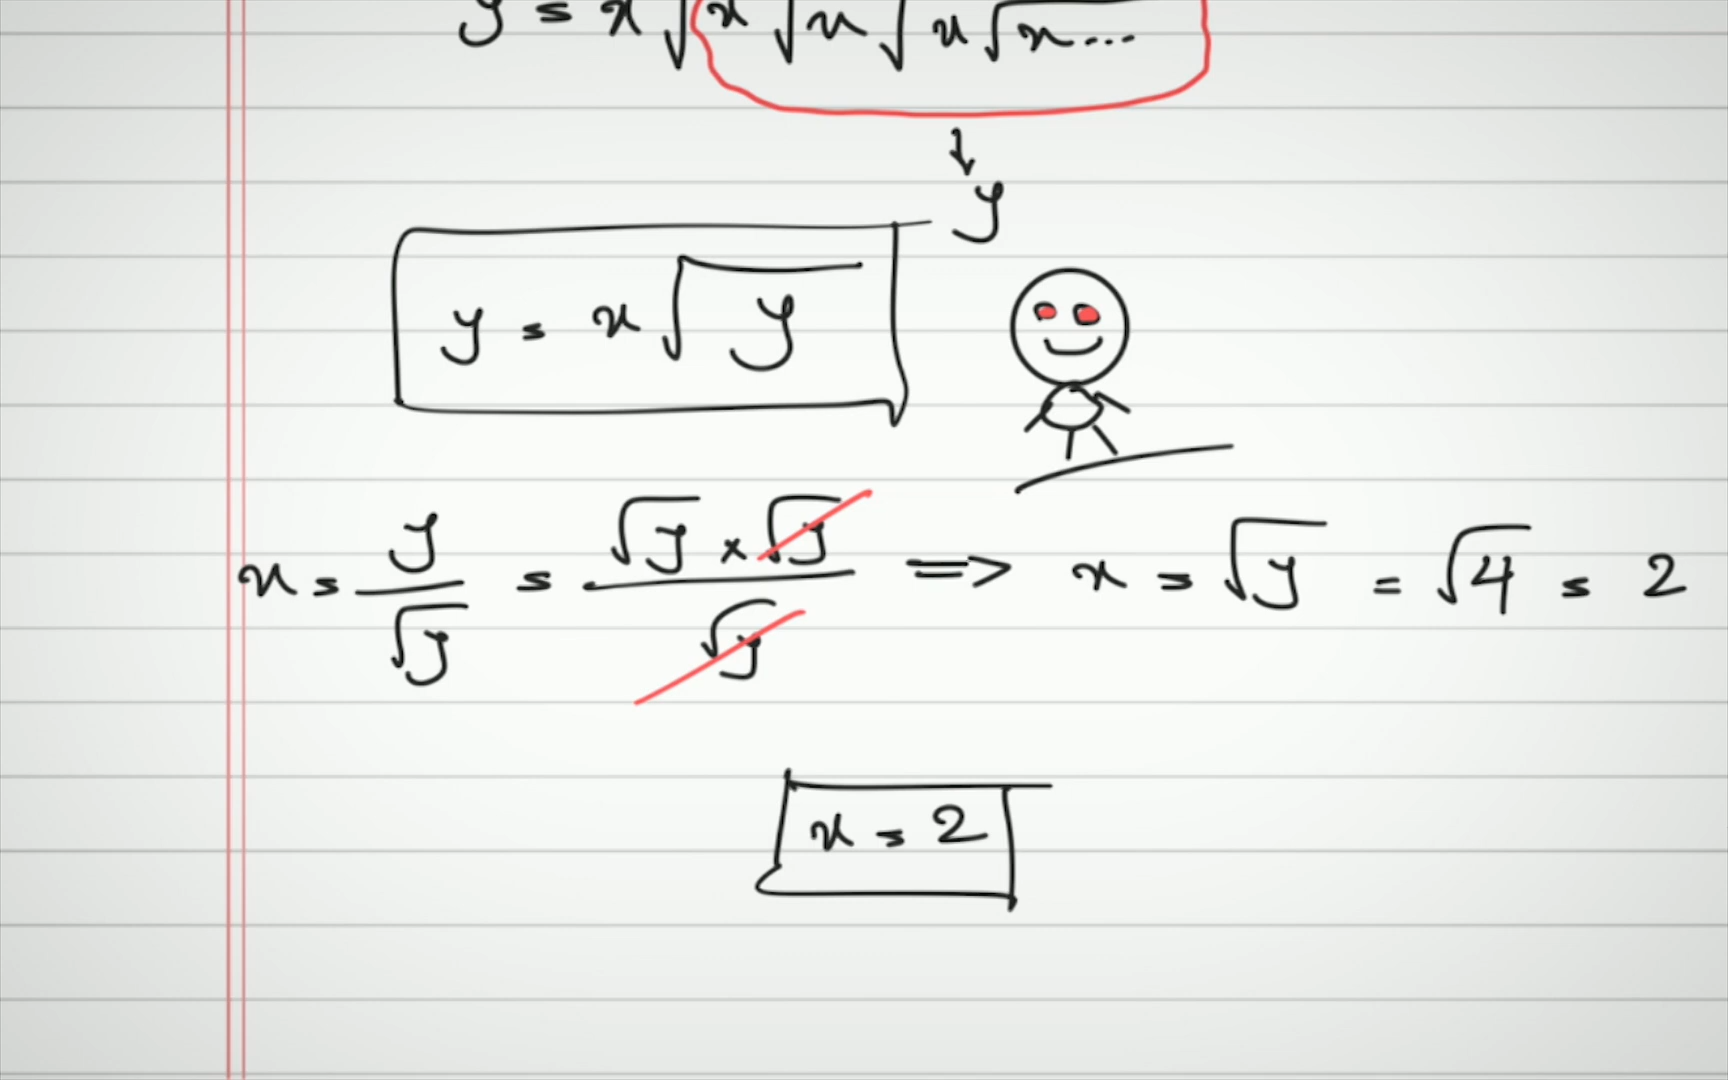 y = x√x√x√x√x...
y
y = x√y
x = y/√y = √y × √y/√y => x = √y = √4 = 2
x = 2